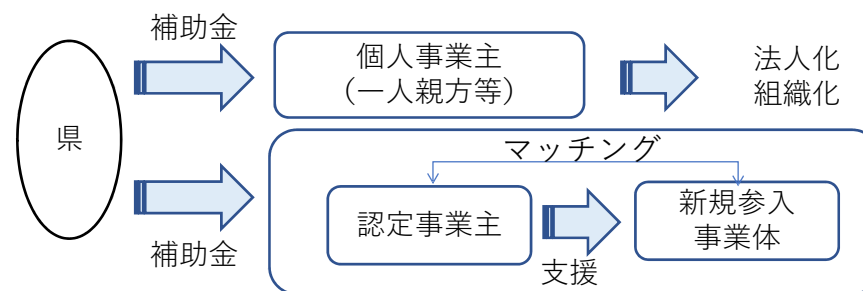 補助金
個人事業主
（一人親方等）
法人化
組織化
県
マッチング
認定事業主
新規参入
事業体
補助金
支援